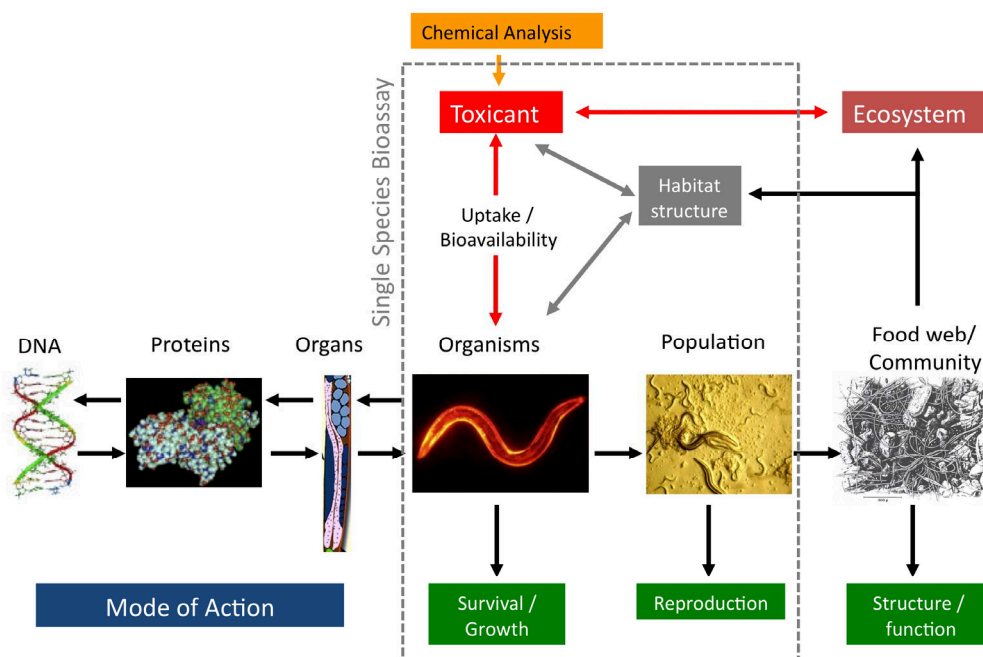 Chemical Analysis
Single Species Bioassay
Toxicant
Ecosystem
Habitat
structure
Uptake /
Bioavailability
DNA
Proteins
Organs
Organisms
Population
Food web/
Community
Mode of Action
Survival /
Growth
Reproduction
Structure /
function